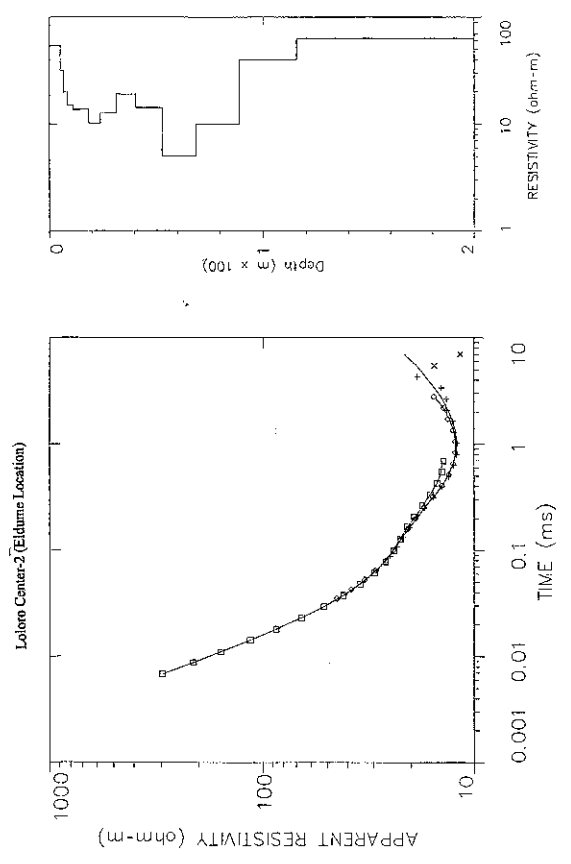 Loloro Center-2 (Eldume Location)
1000
100
10
APPARENT RESISTIVITY (ohm-m)
0.001
0.01
0.1
1
10
TIME (ms)
0
1
2
Depth (m × 100)
1
10
100
RESISTIVITY (ohm-m)